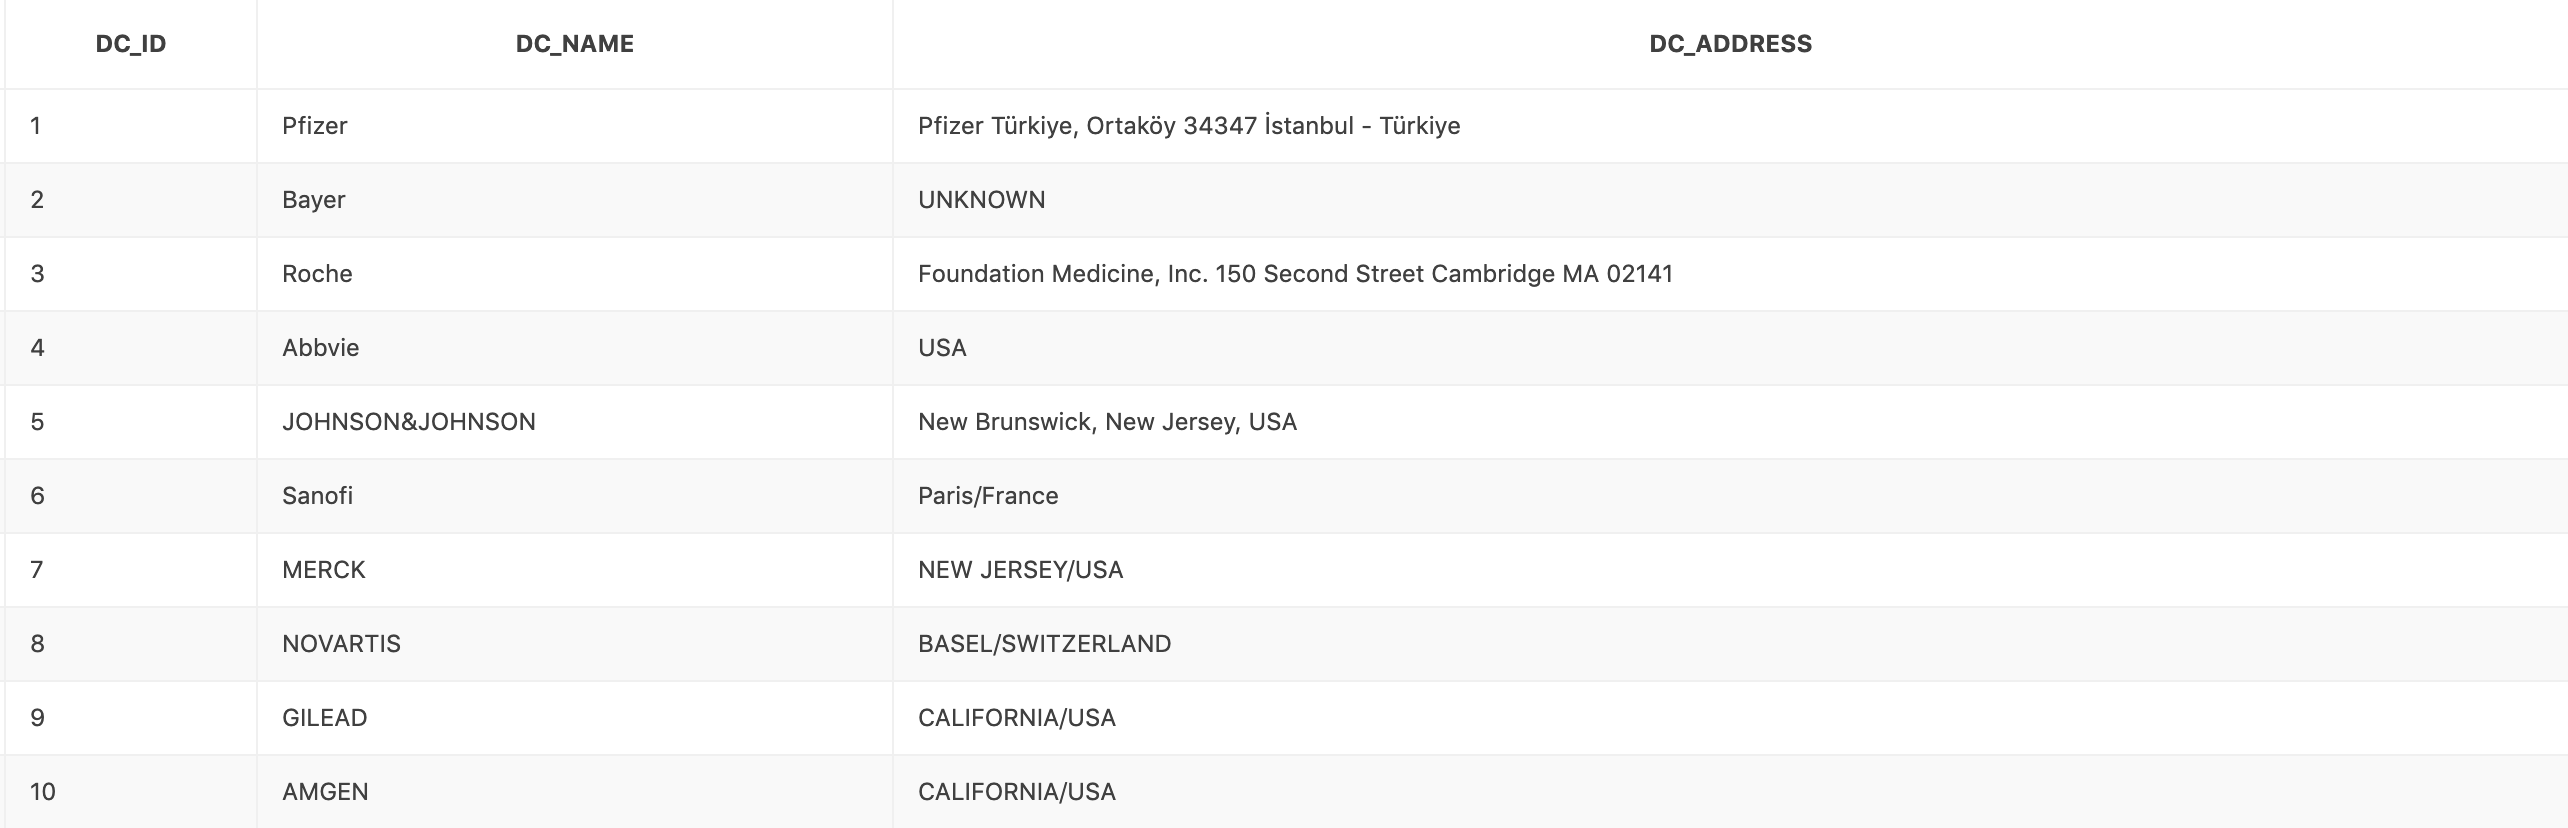 DC_ID DC_NAME DC_ADDRESS
1 Pfizer Pfizer Türkiye, Ortaköy 34347 İstanbul - Türkiye
2 Bayer UNKNOWN
3 Roche Foundation Medicine, Inc. 150 Second Street Cambridge MA 02141
4 Abbvie USA
5 JOHNSON&JOHNSON New Brunswick, New Jersey, USA
6 Sanofi Paris/France
7 MERCK NEW JERSEY/USA
8 NOVARTIS BASEL/SWITZERLAND
9 GILEAD CALIFORNIA/USA
10 AMGEN CALIFORNIA/USA